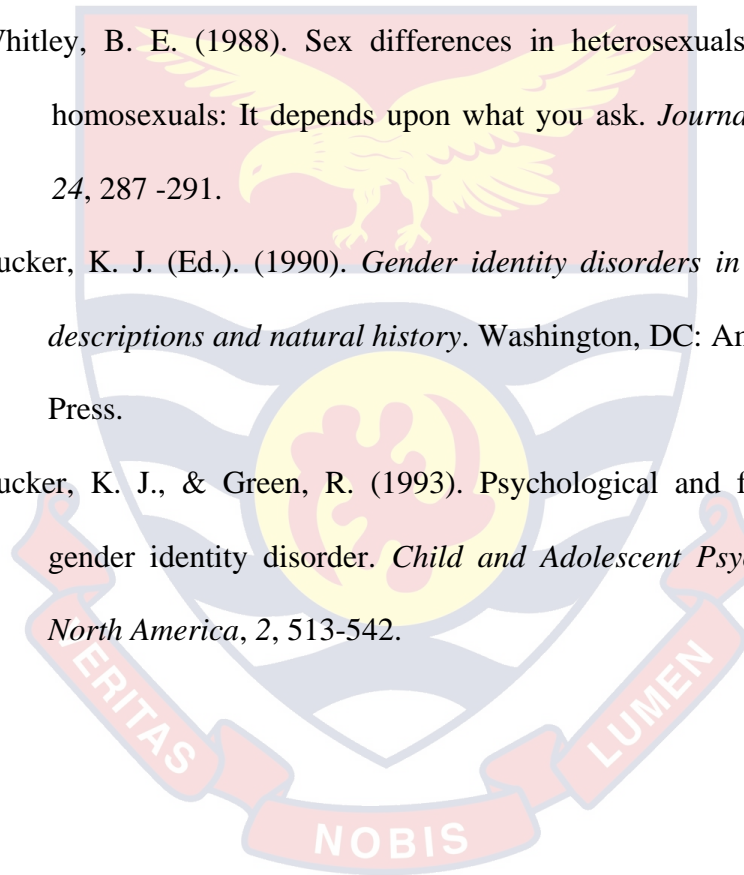 Whitley, B. E. (1988). Sex differences in heterosexuals
homosexuals: It depends upon what you ask. Journa
24, 287 -291.
ucker, K. J. (Ed.). (1990). Gender identity disorders in
descriptions and natural history. Washington, DC: An
Press.
ucker, K. J., & Green, R. (1993). Psychological and f
gender identity disorder. Child and Adolescent Psyc
North America, 2, 513-542.
VERITAS
NOBIS
LUMEN